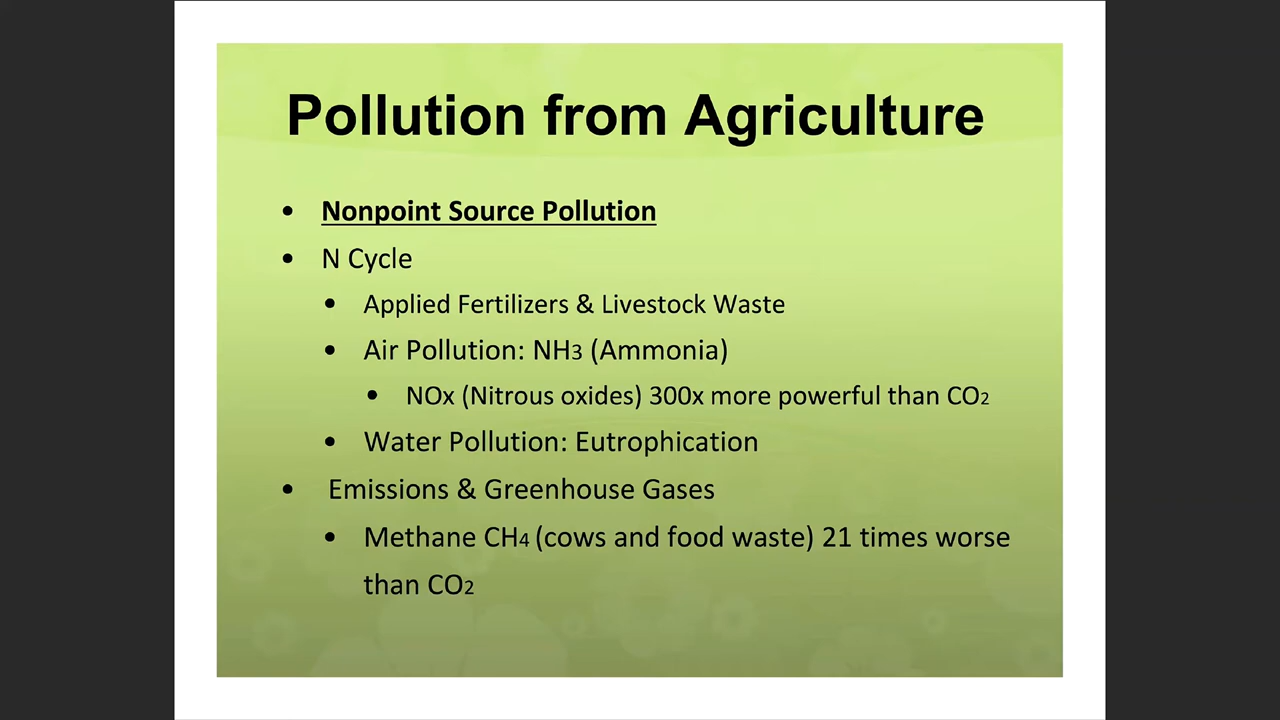 Pollution from Agriculture
• Nonpoint Source Pollution
• N Cycle
• Applied Fertilizers & Livestock Waste
• Air Pollution: NH3 (Ammonia)
• NOx (Nitrous oxides) 300x more powerful than CO2
• Water Pollution: Eutrophication
• Emissions & Greenhouse Gases
• Methane CH4 (cows and food waste) 21 times worse
than CO2